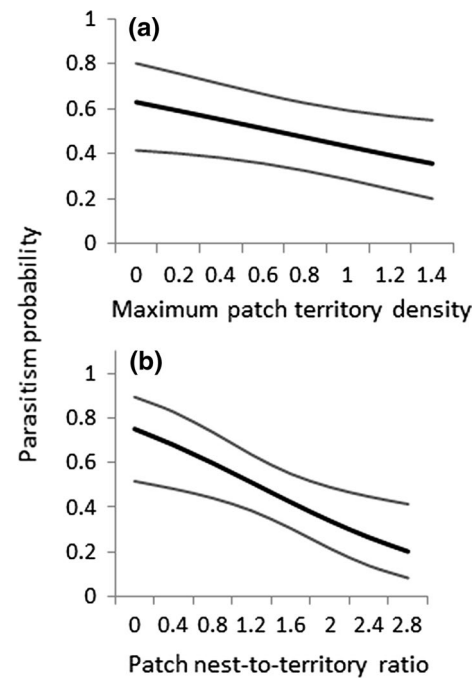 (a)
1
0.8
0.6
0.4
0.2
0
0 0.2 0.4 0.6 0.8 1 1.2 1.4
Maximum patch territory density
Parasitism probability
(b)
1
0.8
0.6
0.4
0.2
0
0 0.4 0.8 1.2 1.6 2 2.4 2.8
Patch nest-to-territory ratio